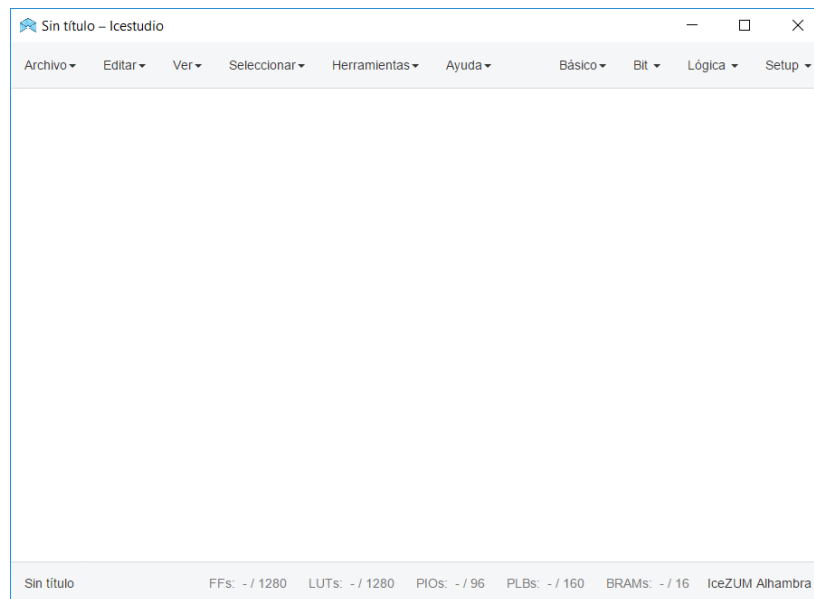 Sin título – Icestudio
Archivo Editar Ver Seleccionar Herramientas Ayuda Básico Bit Lógica Setup
Sin título FFs: - / 1280 LUTs: - / 1280 PIOs: - / 96 PLBs: - / 160 BRAMs: - / 16 IceZUM Alhambra